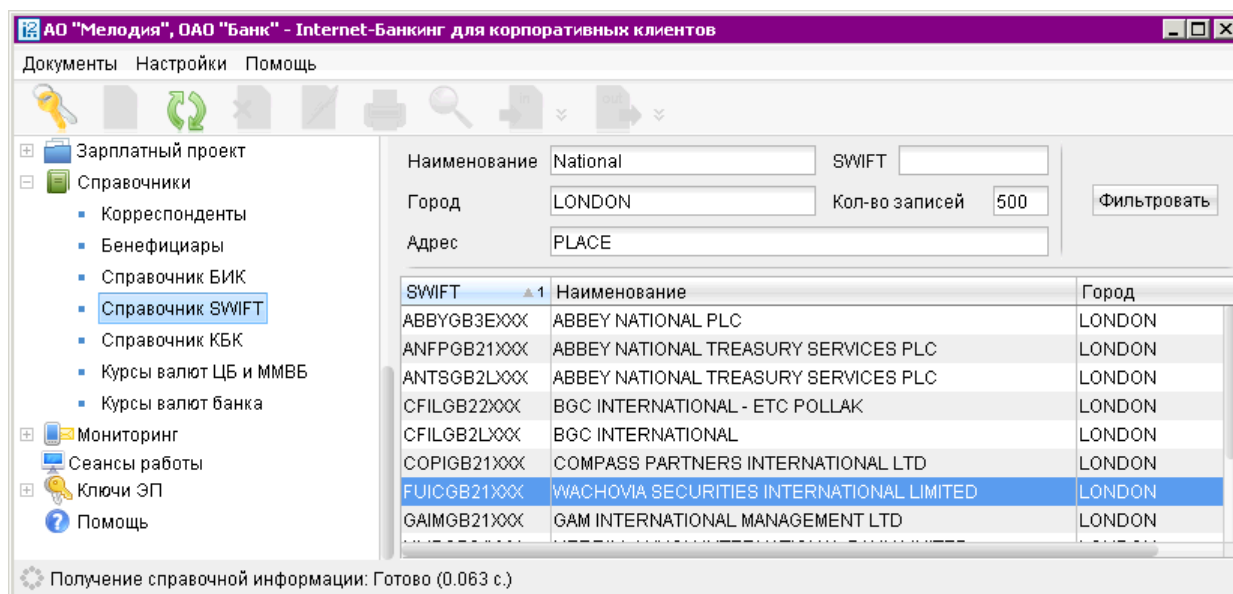 АО "Мелодия", ОАО "Банк" - Internet-Банкинг для корпоративных клиентов
Документы Настройки Помощь
in out
Зарплатный проект
Справочники
Корреспонденты
Бенефициары
Справочник БИК
Справочник SWIFT
Справочник КБК
Курсы валют ЦБ и ММВБ
Курсы валют банка
Мониторинг
Сеансы работы
Ключи ЭП
Помощь
Наименование National SWIFT
Город LONDON Кол-во записей 500 Фильтровать
Адрес PLACE
SWIFT 1 Наименование Город
ABBYGB3EXXX ABBEY NATIONAL PLC LONDON
ANFPGB21XXX ABBEY NATIONAL TREASURY SERVICES PLC LONDON
ANTSGB2LXXX ABBEY NATIONAL TREASURY SERVICES PLC LONDON
CFILGB22XXX BGC INTERNATIONAL - ETC POLLAK LONDON
CFILGB2LXXX BGC INTERNATIONAL LONDON
COPIGB21XXX COMPASS PARTNERS INTERNATIONAL LTD LONDON
FUICGB21XXX WACHOVIA SECURITIES INTERNATIONAL LIMITED LONDON
GAIMGB21XXX GAM INTERNATIONAL MANAGEMENT LTD LONDON
Получение справочной информации: Готово (0.063 с.)